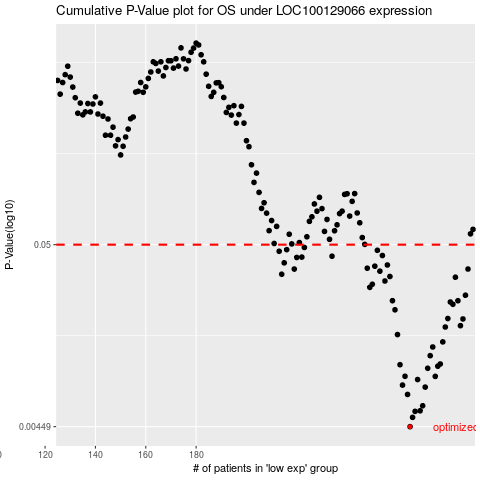 Cumulative P-Value plot for OS under LOC100129066 expression
P-Value(log10)
0.05
0.00449
optimized
0
120
140
160
180
# of patients in 'low exp' group